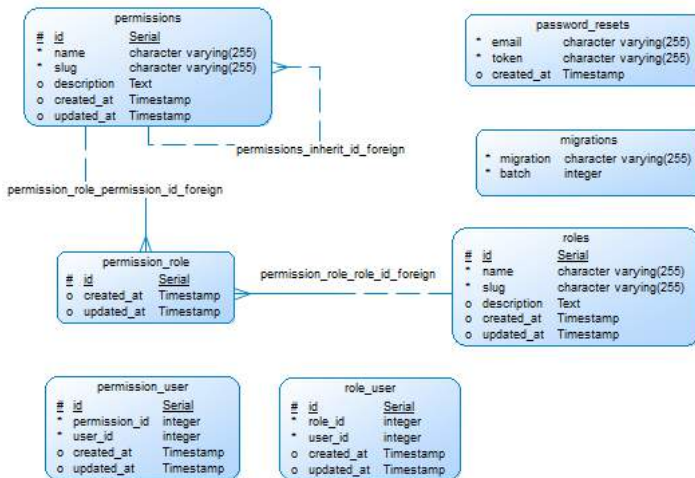 permissions
# id Serial
* name character varying(255)
* slug character varying(255)
o description Text
o created_at Timestamp
o updated_at Timestamp
password_resets
* email character varying(255)
* token character varying(255)
o created_at Timestamp
permissions_inherit_id_foreign
migrations
* migration character varying(255)
* batch integer
permission_role_permission_id_foreign
permission_role
# id Serial
o created_at Timestamp
o updated_at Timestamp
permission_role_role_id_foreign
roles
# id Serial
* name character varying(255)
* slug character varying(255)
o description Text
o created_at Timestamp
o updated_at Timestamp
permission_user
# id Serial
* permission_id integer
* user_id integer
o created_at Timestamp
o updated_at Timestamp
role_user
# id Serial
* role_id integer
* user_id integer
o created_at Timestamp
o updated_at Timestamp